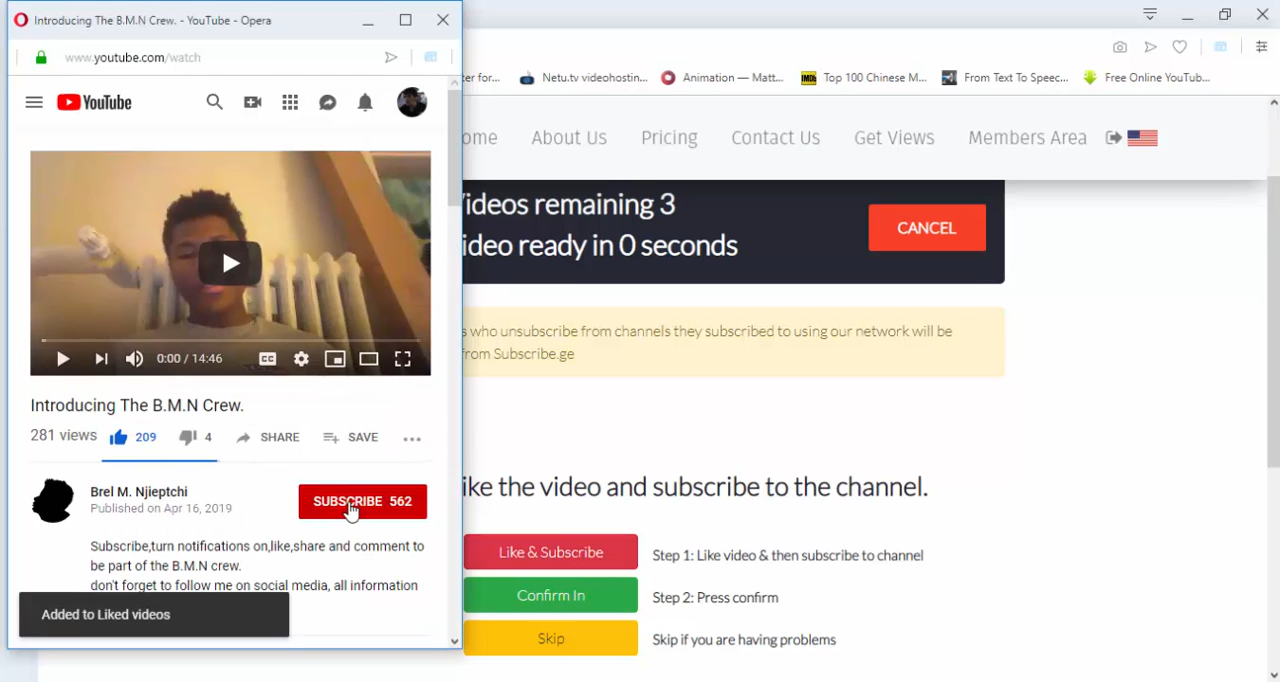 Introducing The B.M.N Crew. - YouTube - Opera
www.youtube.com/watch
YouTube
0:00 / 14:46
CC
Introducing The B.M.N Crew.
281 views 209 4 SHARE SAVE ...
Brel M. Njieptchi
Published on Apr 16, 2019
SUBSCRIBE 562
Subscribe,turn notifications on,like,share and comment to
be part of the B.M.N crew.
don't forget to follow me on social media, all information
Added to Liked videos
ter for... Netu.tv videohostin... Animation — Matt... IMDb Top 100 Chinese M... From Text To Speec... Free Online YouTub...
ome About Us Pricing Contact Us Get Views Members Area
Videos remaining 3
ideo ready in 0 seconds
CANCEL
s who unsubscribe from channels they subscribed to using our network will be
from Subscribe.ge
ike the video and subscribe to the channel.
Like & Subscribe Step 1: Like video & then subscribe to channel
Confirm In Step 2: Press confirm
Skip Skip if you are having problems